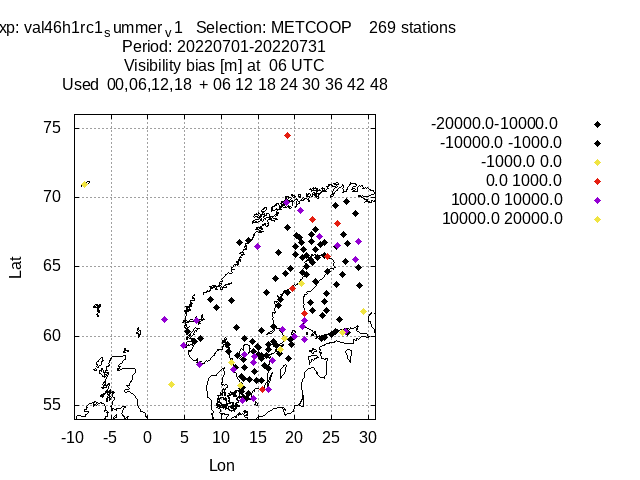 xp: val46h1rc1summerv1   Selection: METCOOP    269 stations
Period: 20220701-20220731
Visibility bias [m] at  06 UTC
Used  00,06,12,18  + 06 12 18 24 30 36 42 48
-20000.0-10000.0
-10000.0 -1000.0
-1000.0 0.0
0.0 1000.0
1000.0 10000.0
10000.0 20000.0
75
70
65
60
55
Lat
-10 -5 0 5 10 15 20 25 30
Lon